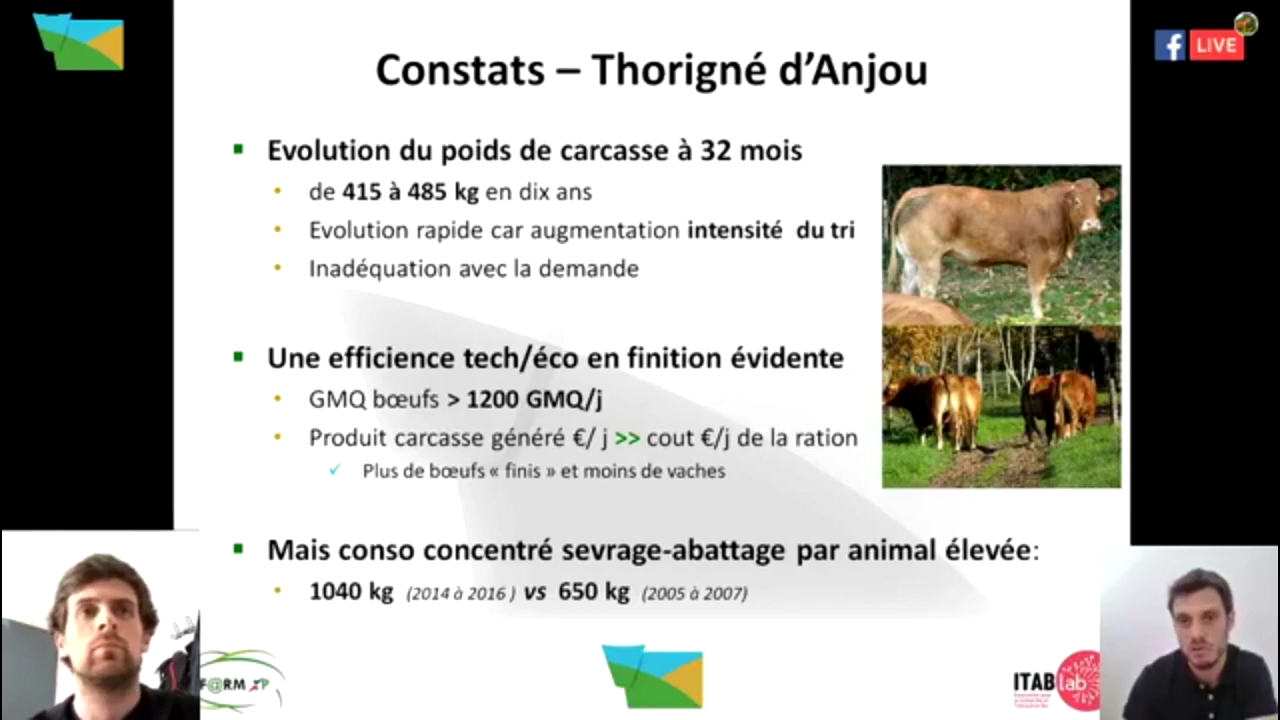 LIVE
Constats – Thorigné d'Anjou
Evolution du poids de carcasse à 32 mois
de 415 à 485 kg en dix ans
Evolution rapide car augmentation intensité du tri
Inadéquation avec la demande
Une efficience tech/éco en finition évidente
GMQ bœufs > 1200 GMQ/j
Produit carcasse généré €/ j >> cout €/j de la ration
Plus de bœufs « finis » et moins de vaches
Mais conso concentré sevrage-abattage par animal élevée:
1040 kg (2014 à 2016 ) vs 650 kg (2005 à 2007)
F@RM XP
ITAB lab